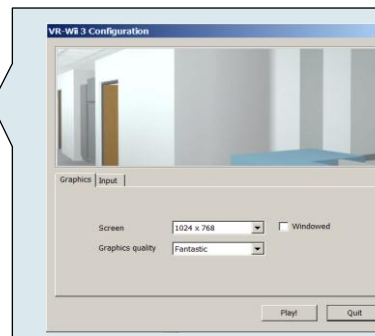 VR-Wii 3 Configuration
Graphics Input
Screen 1024 x 768 Windowed
Graphics quality Fantastic
Play! Quit